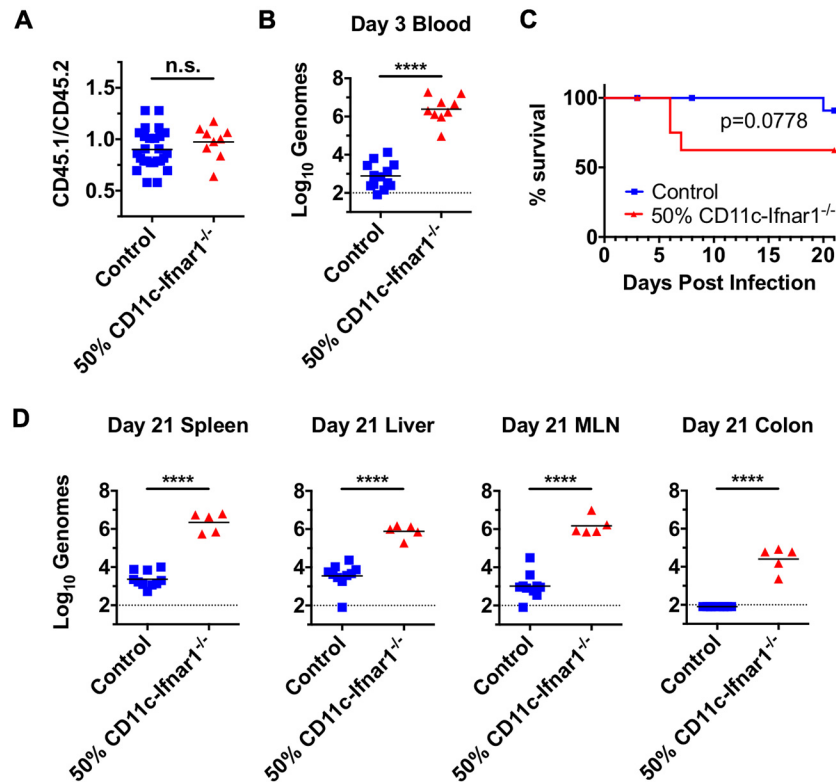 A
n.s.
CD45.1/CD45.2
1.5
1.0
0.5
Control
50% CD11c-Ifnar1-/-
B
Day 3 Blood
****
Log10 Genomes
8
6
4
2
Control
50% CD11c-Ifnar1-/-
C
% survival
100
50
0
p=0.0778
Control
50% CD11c-Ifnar1-/-
0 5 10 15 20
Days Post Infection
D
Day 21 Spleen
****
Log10 Genomes
8
6
4
2
Control
50% CD11c-Ifnar1-/-
Day 21 Liver
****
8
6
4
2
Control
50% CD11c-Ifnar1-/-
Day 21 MLN
****
8
6
4
2
Control
50% CD11c-Ifnar1-/-
Day 21 Colon
****
8
6
4
2
Control
50% CD11c-Ifnar1-/-